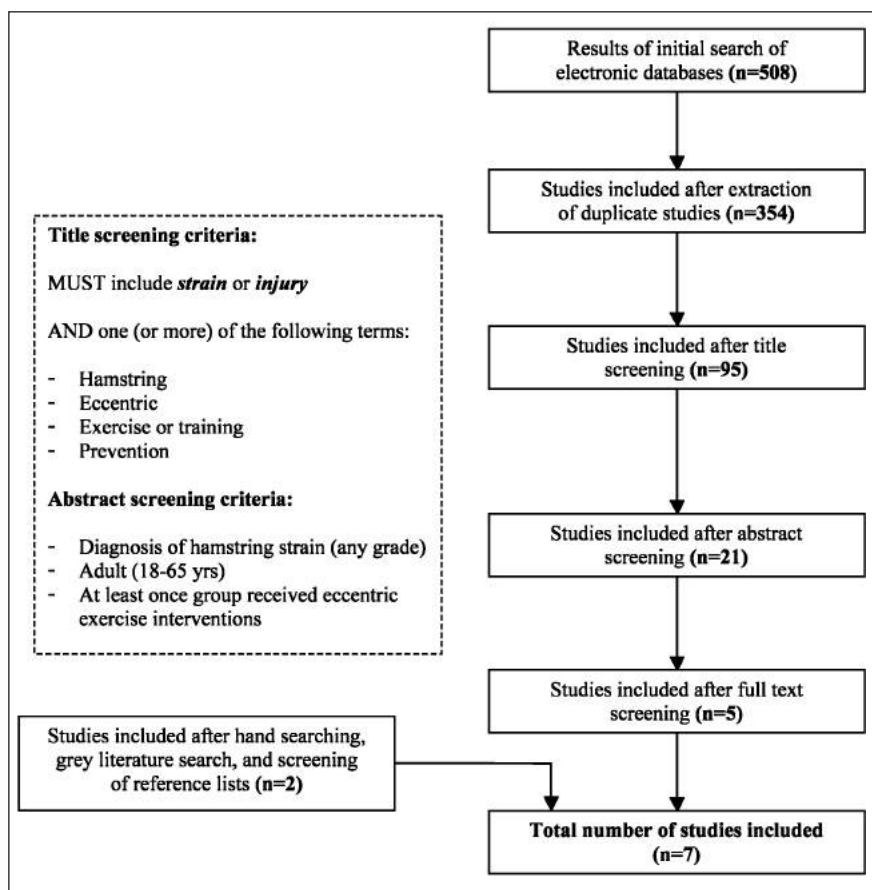 Results of initial search of
electronic databases (n=508)
Studies included after extraction
of duplicate studies (n=354)
Title screening criteria:
MUST include strain or injury
AND one (or more) of the following terms:
- Hamstring
- Eccentric
- Exercise or training
- Prevention
Abstract screening criteria:
- Diagnosis of hamstring strain (any grade)
- Adult (18-65 yrs)
- At least once group received eccentric
exercise interventions
Studies included after title
screening (n=95)
Studies included after abstract
screening (n=21)
Studies included after full text
screening (n=5)
Studies included after hand searching,
grey literature search, and screening
of reference lists (n=2)
Total number of studies included
(n=7)